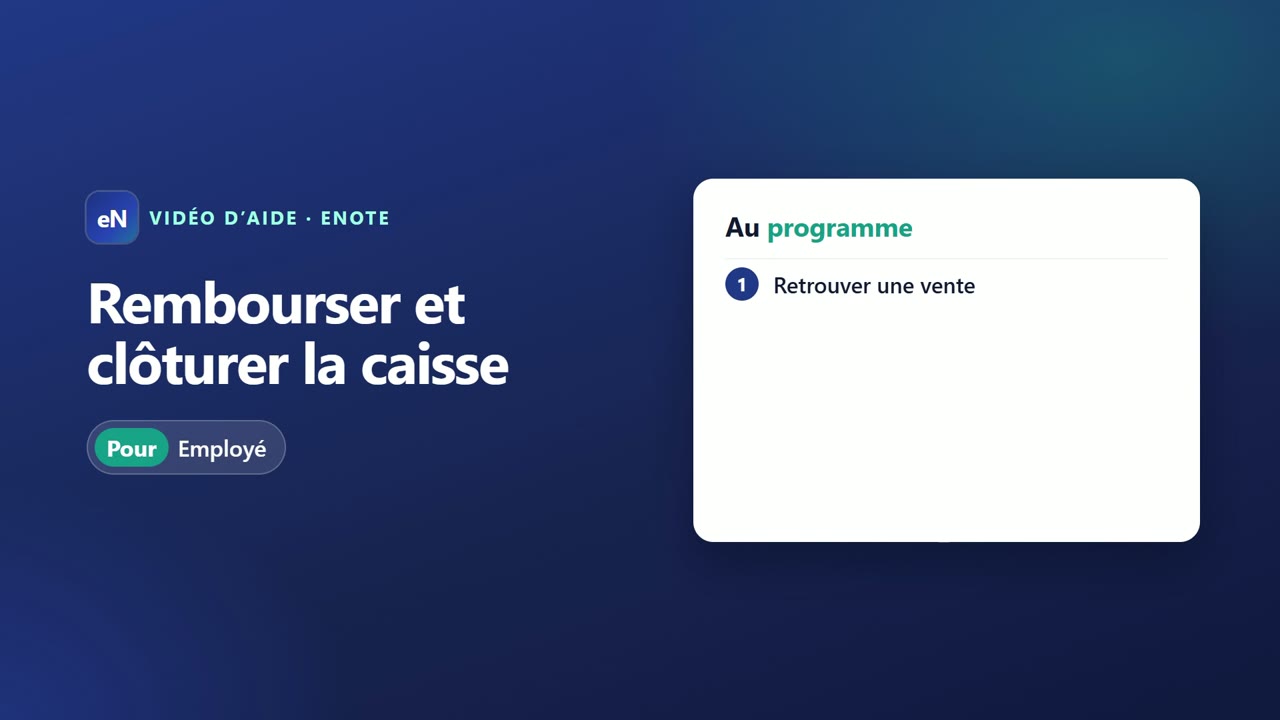 eN
VIDÉO D’AIDE · ENOTE
Rembourser et
clôturer la caisse
Pour Employé
Au programme
1 Retrouver une vente